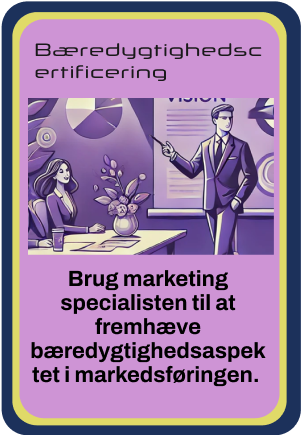 Bæredygtighedsc
ertificering
VISION
Brug marketing
specialisten til at
fremhæve
bæredygtighedsaspek
tet i markedsføringen.